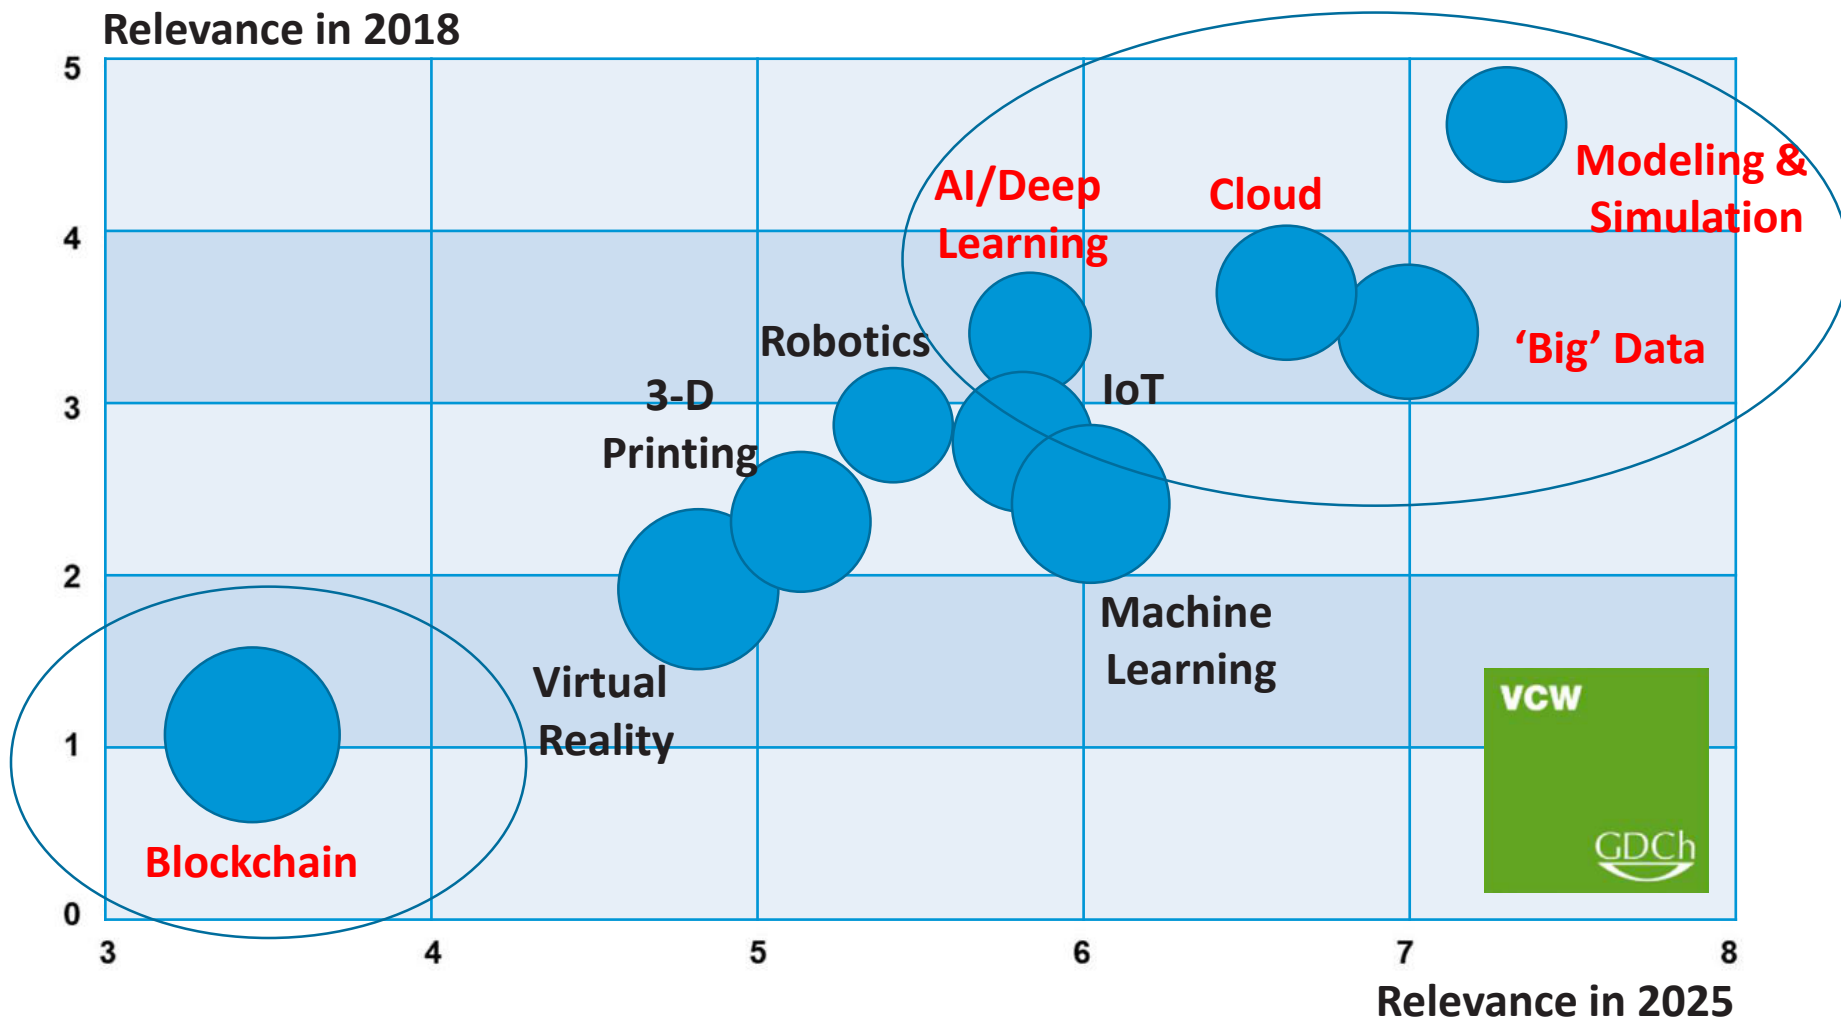 Relevance in 2018
5
4
3
2
1
0
AI/Deep
Learning
Cloud
Modeling &
Simulation
Robotics
‘Big’ Data
3-D
Printing
IoT
Machine
Learning
Virtual
Reality
Blockchain
VCW
GDCh
3
4
5
6
7
8
Relevance in 2025